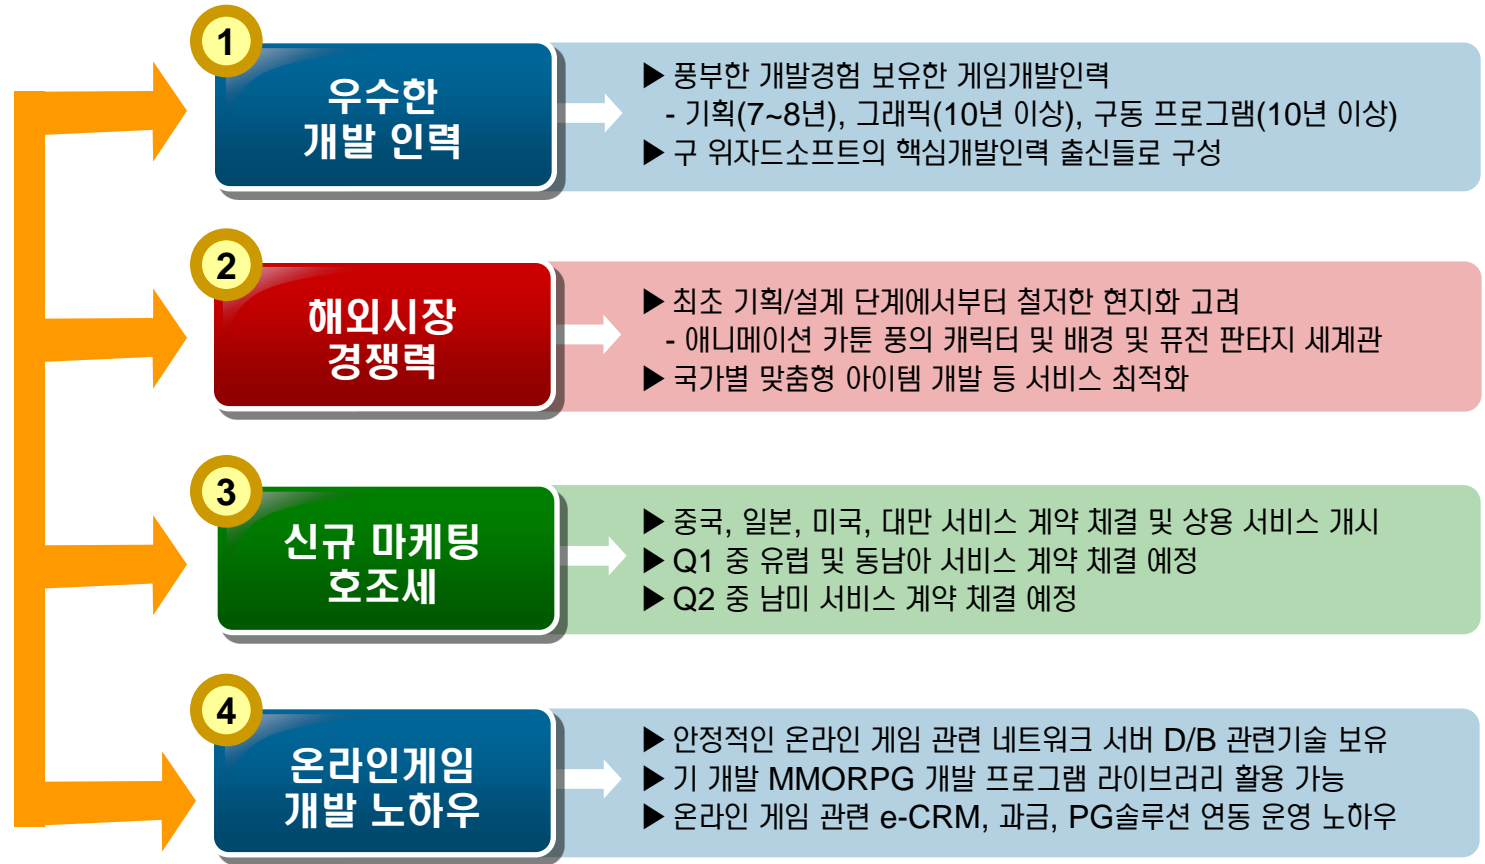 1
우수한
개발 인력
▶ 풍부한 개발경험 보유한 게임개발인력
- 기획(7~8년), 그래픽(10년 이상), 구동 프로그램(10년 이상)
▶ 구 위자드소프트의 핵심개발인력 출신들로 구성
2
해외시장
경쟁력
▶ 최초 기획/설계 단계에서부터 철저한 현지화 고려
- 애니메이션 카툰 풍의 캐릭터 및 배경 및 퓨전 판타지 세계관
▶ 국가별 맞춤형 아이템 개발 등 서비스 최적화
3
신규 마케팅
호조세
▶ 중국, 일본, 미국, 대만 서비스 계약 체결 및 상용 서비스 개시
▶ Q1 중 유렵 및 동남아 서비스 계약 체결 예정
▶ Q2 중 남미 서비스 계약 체결 예정
4
온라인게임
개발 노하우
▶ 안정적인 온라인 게임 관련 네트워크 서버 D/B 관련기술 보유
▶ 기 개발 MMORPG 개발 프로그램 라이브러리 활용 가능
▶ 온라인 게임 관련 e-CRM, 과금, PG솔루션 연동 운영 노하우